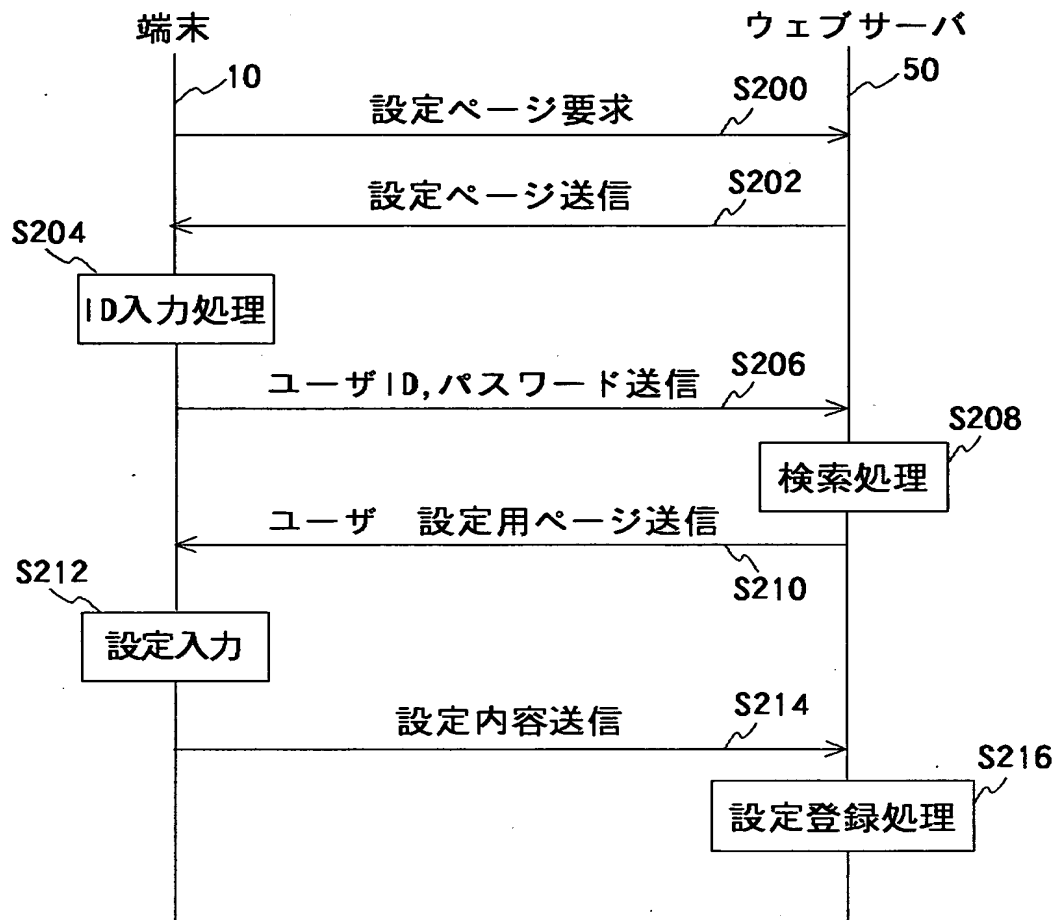 端末
ウェブサーバ
10
50
設定ページ要求
S200
設定ページ送信
S202
S204
ID入力処理
ユーザID,パスワード送信
S206
S208
検索処理
ユーザ 設定用ページ送信
S210
S212
設定入力
設定内容送信
S214
S216
設定登録処理